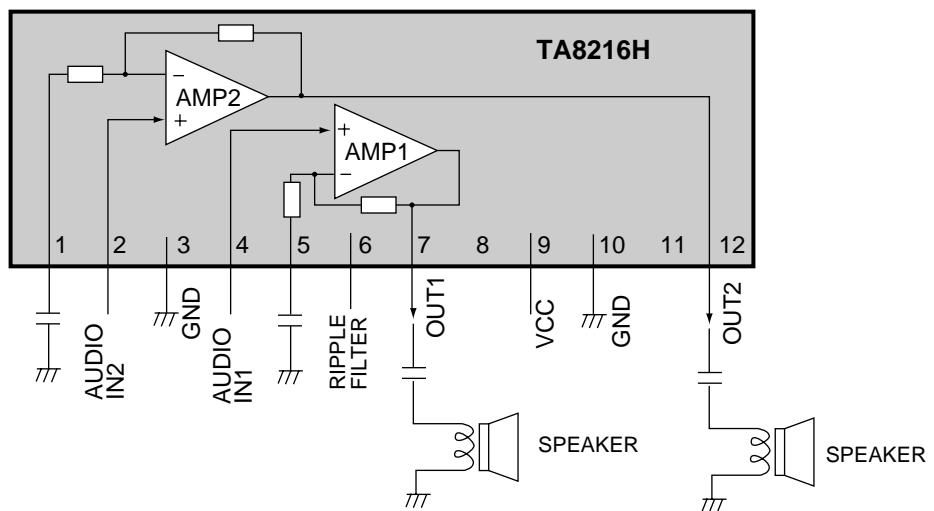 TA8216H
AMP2
−
+
AMP1
+
−
1 2 3 4 5 6 7 8 9 10 11 12
AUDIO
IN2
GND
AUDIO
IN1
RIPPLE
FILTER
OUT1
VCC
GND
OUT2
SPEAKER
SPEAKER